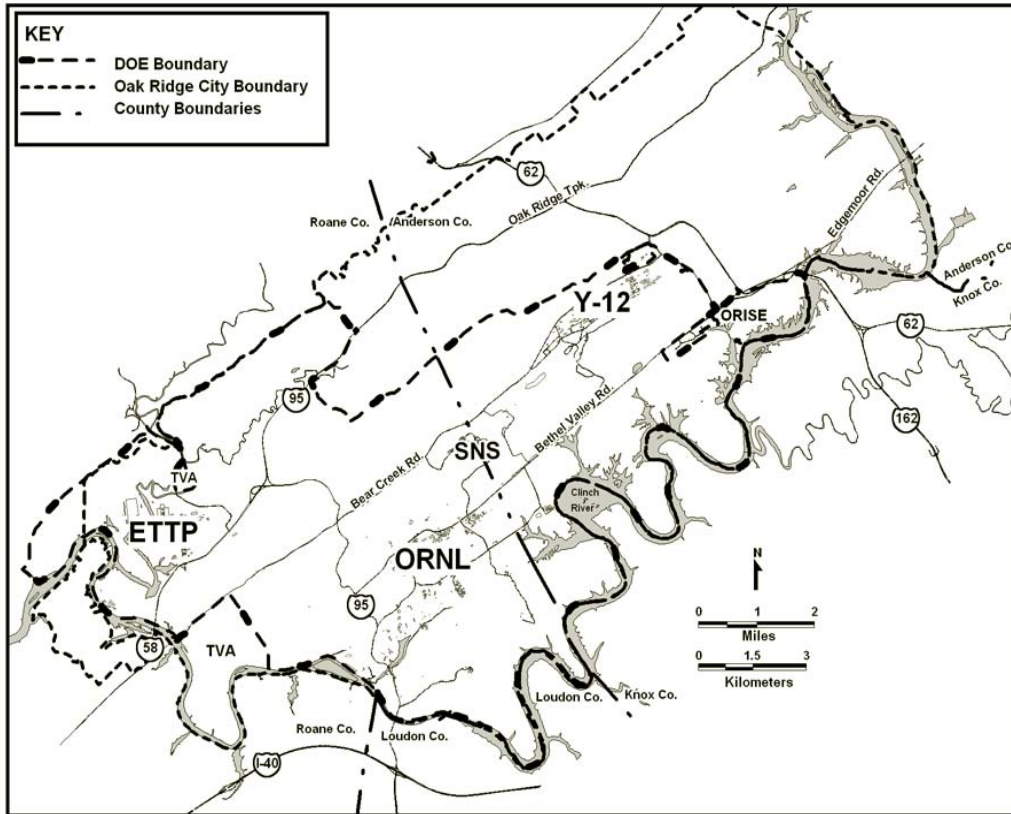 KEY
DOE Boundary
Oak Ridge City Boundary
County Boundaries
62
Roane Co.
Anderson Co.
Oak Ridge Tpk.
Edgemoor Rd.
Anderson Co.
Knox Co.
Y-12
ORISE
62
95
162
Bethel Valley Rd.
SNS
TVA
Bear Creek Rd.
ETTP
Clinch
River
ORNL
N
95
0 1 2
Miles
58
TVA
0 1.5 3
Kilometers
Loudon Co.
Knox Co.
Roane Co.
Loudon Co.
I-40